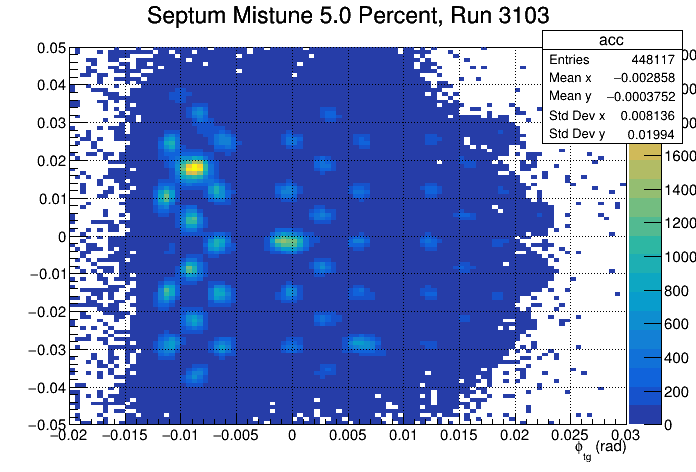 Septum Mistune 5.0 Percent, Run 3103
acc
Entries 448117
Mean x −0.002858
Mean y −0.0003752
Std Dev x 0.008136
Std Dev y 0.01994
0.05
0.04
0.03
0.02
0.01
0
−0.01
−0.02
−0.03
−0.04
−0.05
−0.02 −0.015 −0.01 −0.005 0 0.005 0.01 0.015 0.02 0.025 0.03
ϕtg (rad)
1600
1400
1200
1000
800
600
400
200
0